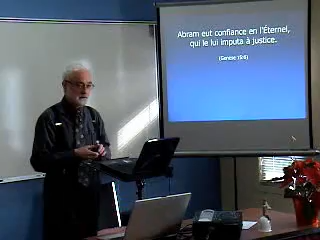 Abram eut confiance en l'Éternel,
qui le lui imputa à justice.
(Genèse 15:6)